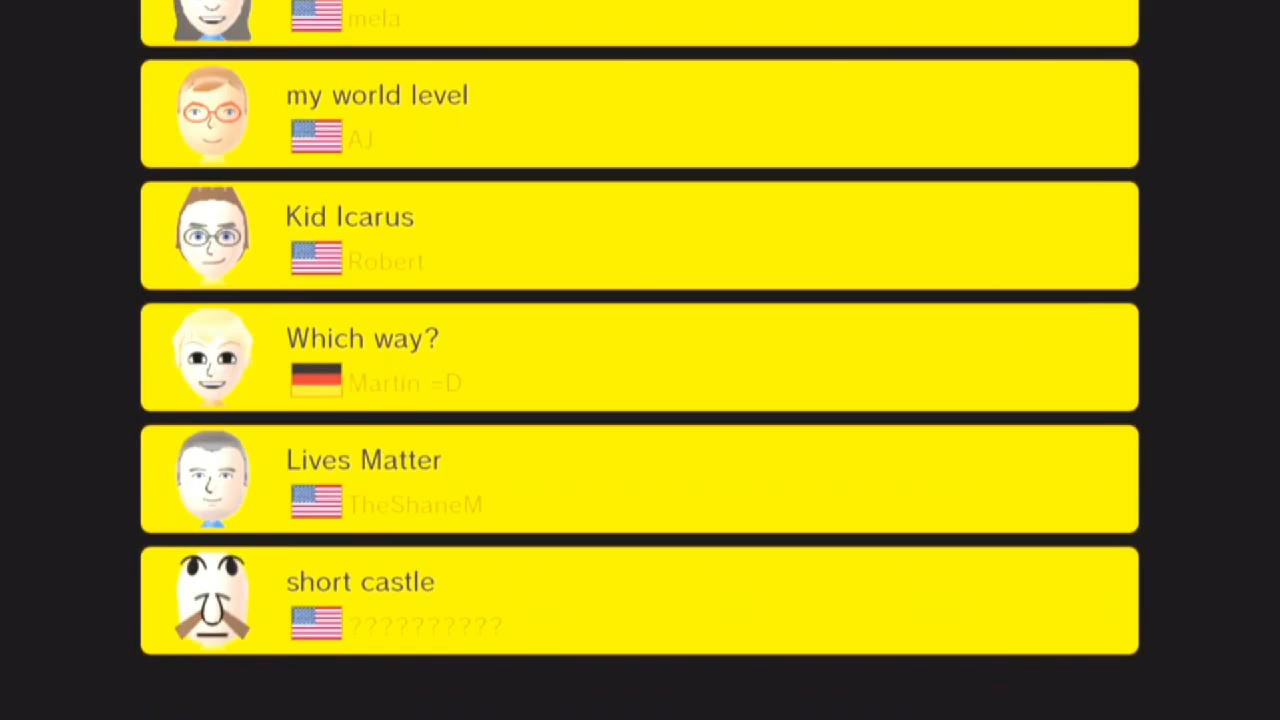 mela
my world level
AJ
Kid Icarus
Robert
Which way?
Martin =D
Lives Matter
TheShaneM
short castle
??????????